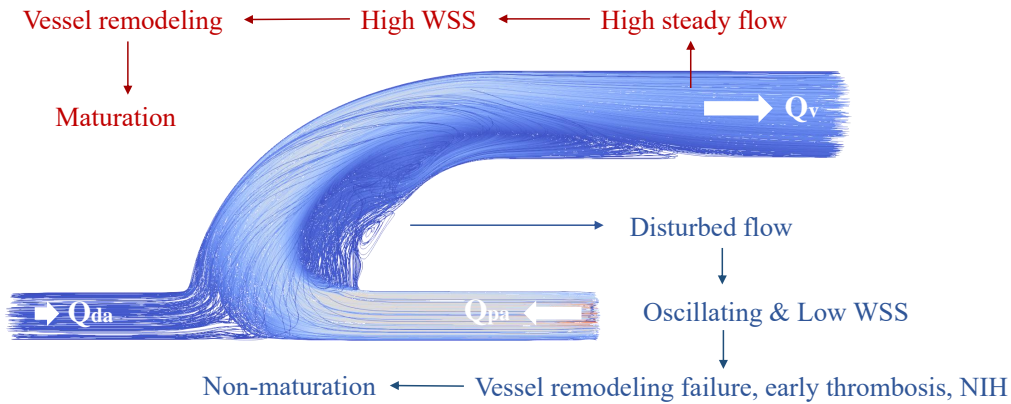 Vessel remodeling High WSS High steady flow
Maturation
Qv
Disturbed flow
Qda
Qpa
Oscillating & Low WSS
Non-maturation Vessel remodeling failure, early thrombosis, NIH